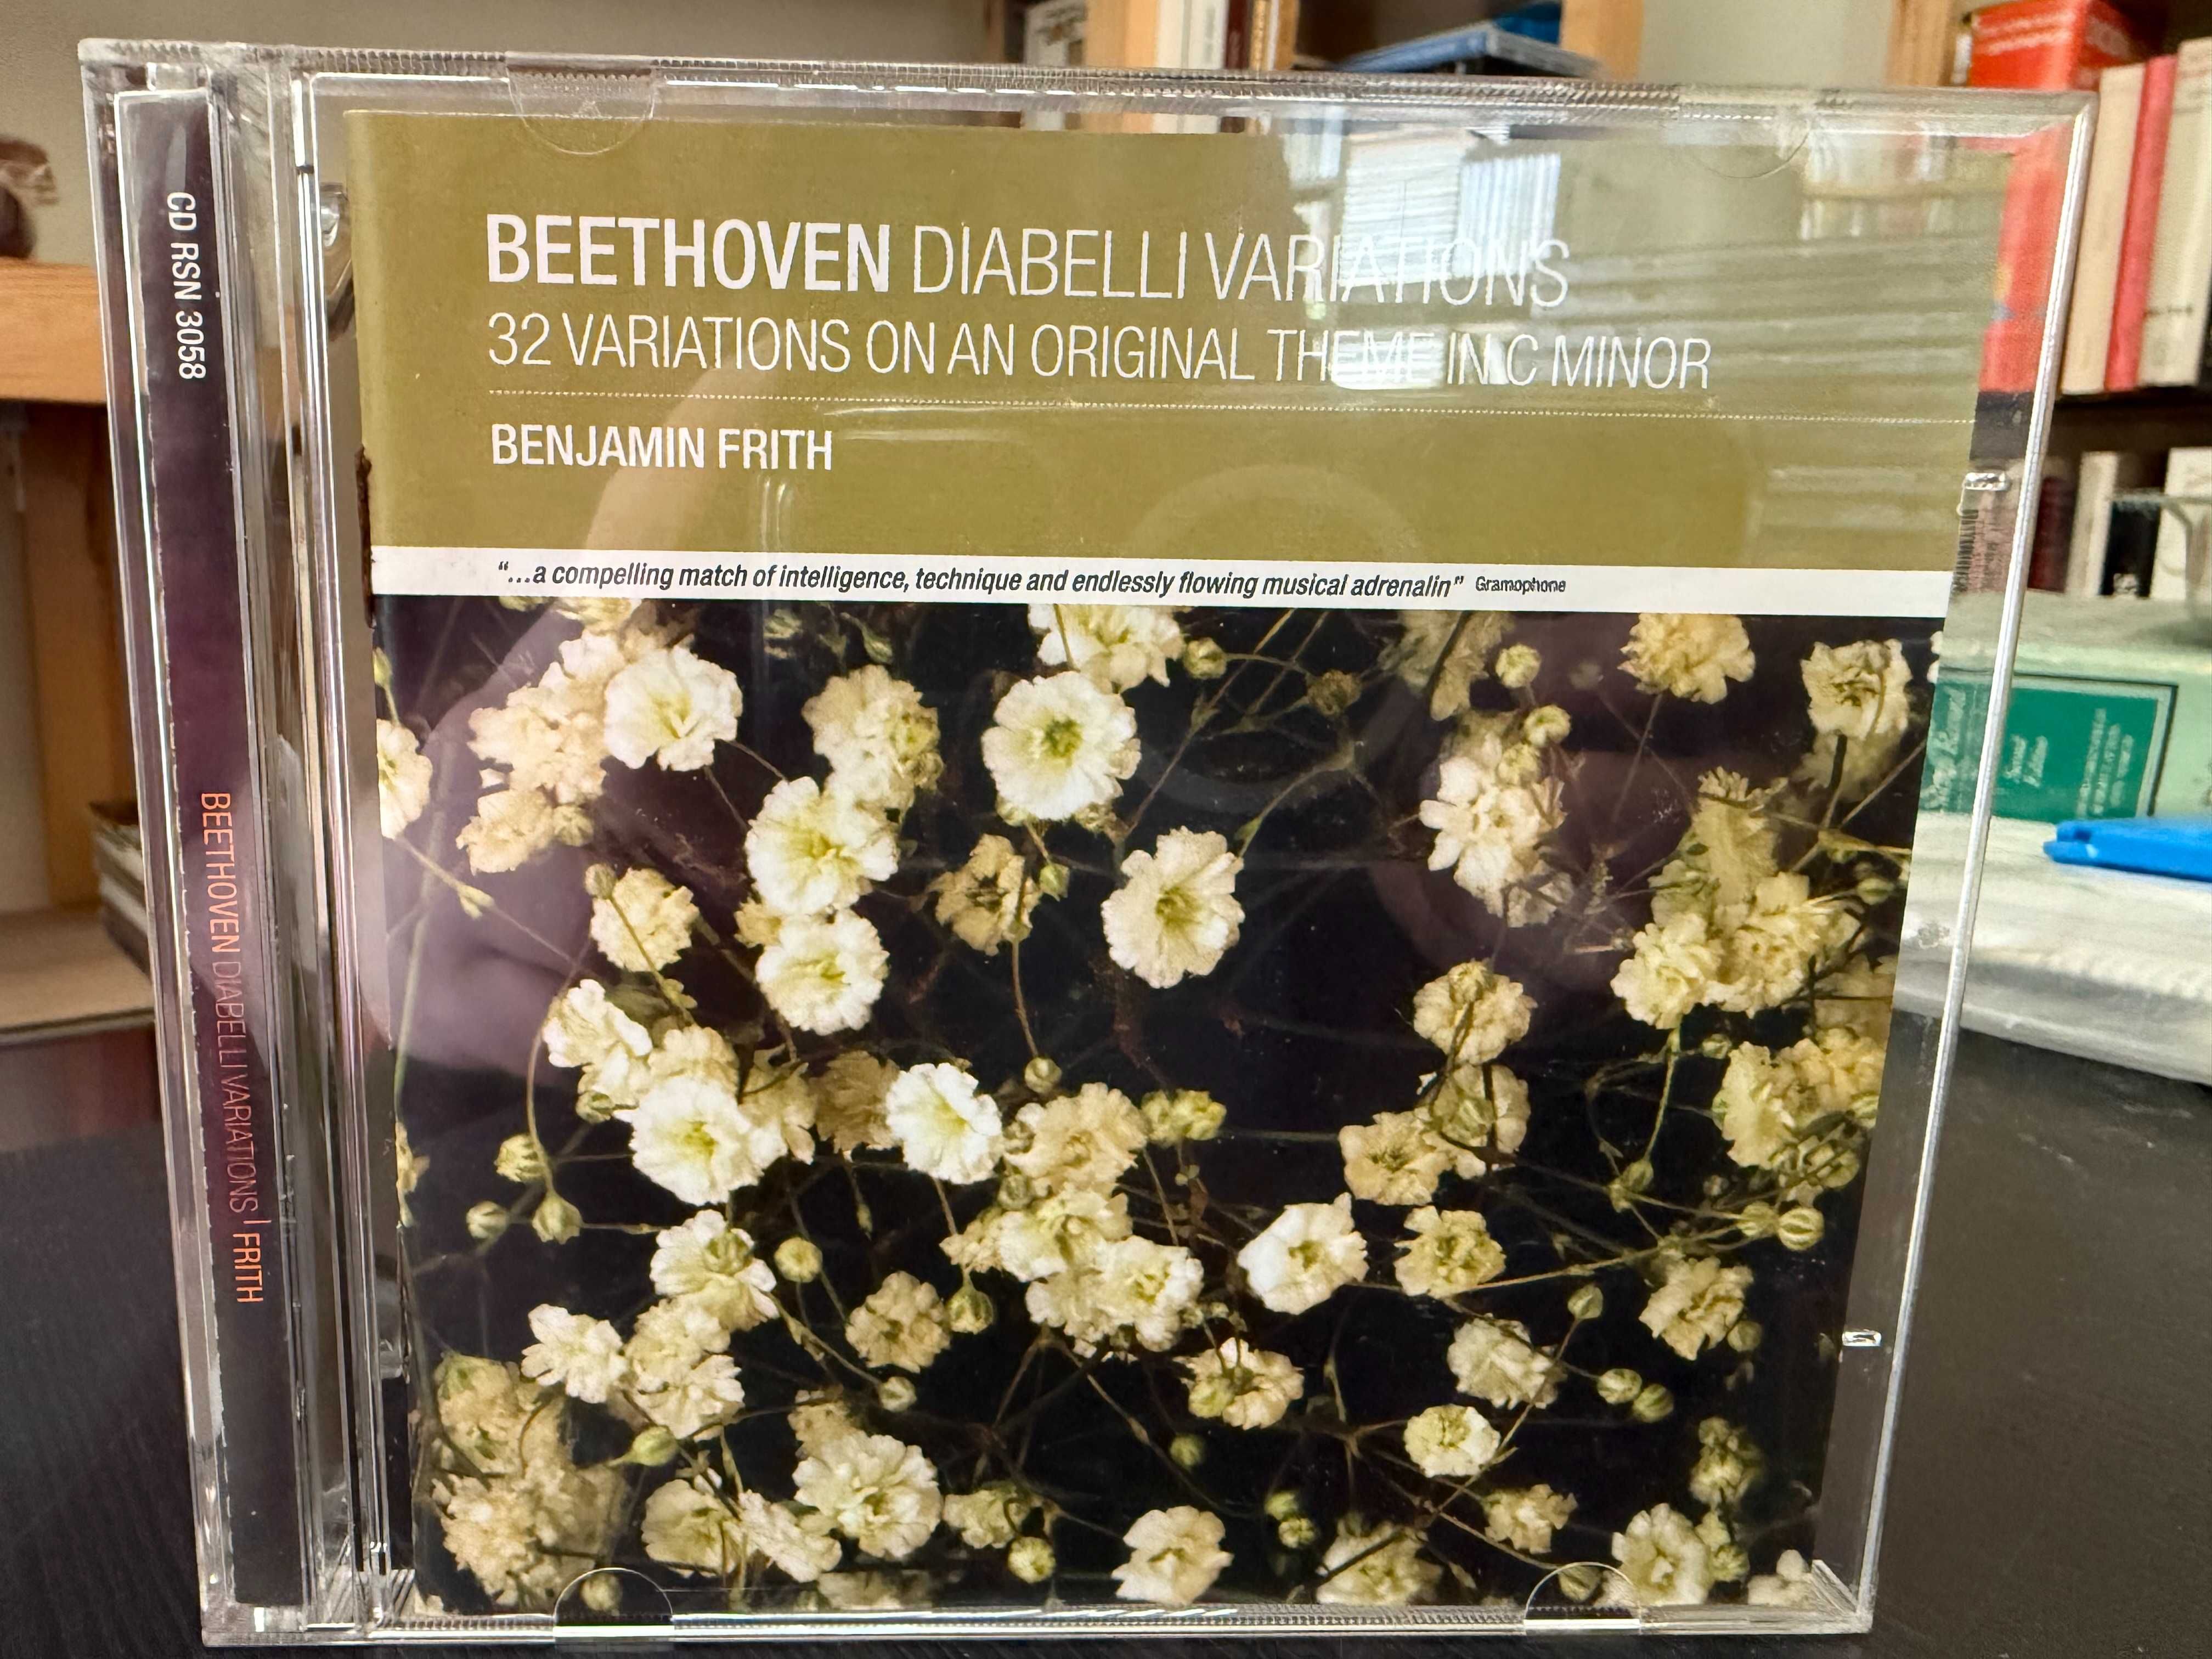 CD RSN 3058
BEETHOVEN DIABELLI VARIATIONS | FRITH
BEETHOVEN DIABELLI VARIATIONS
32 VARIATIONS ON AN ORIGINAL THEME IN C MINOR
BENJAMIN FRITH
“...a compelling match of intelligence, technique and endlessly flowing musical adrenalin” Gramophone